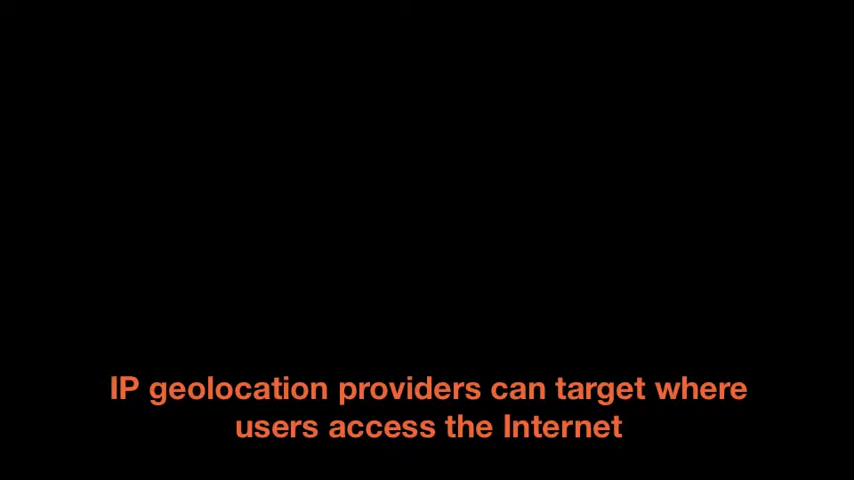 IP geolocation providers can target where
users access the Internet